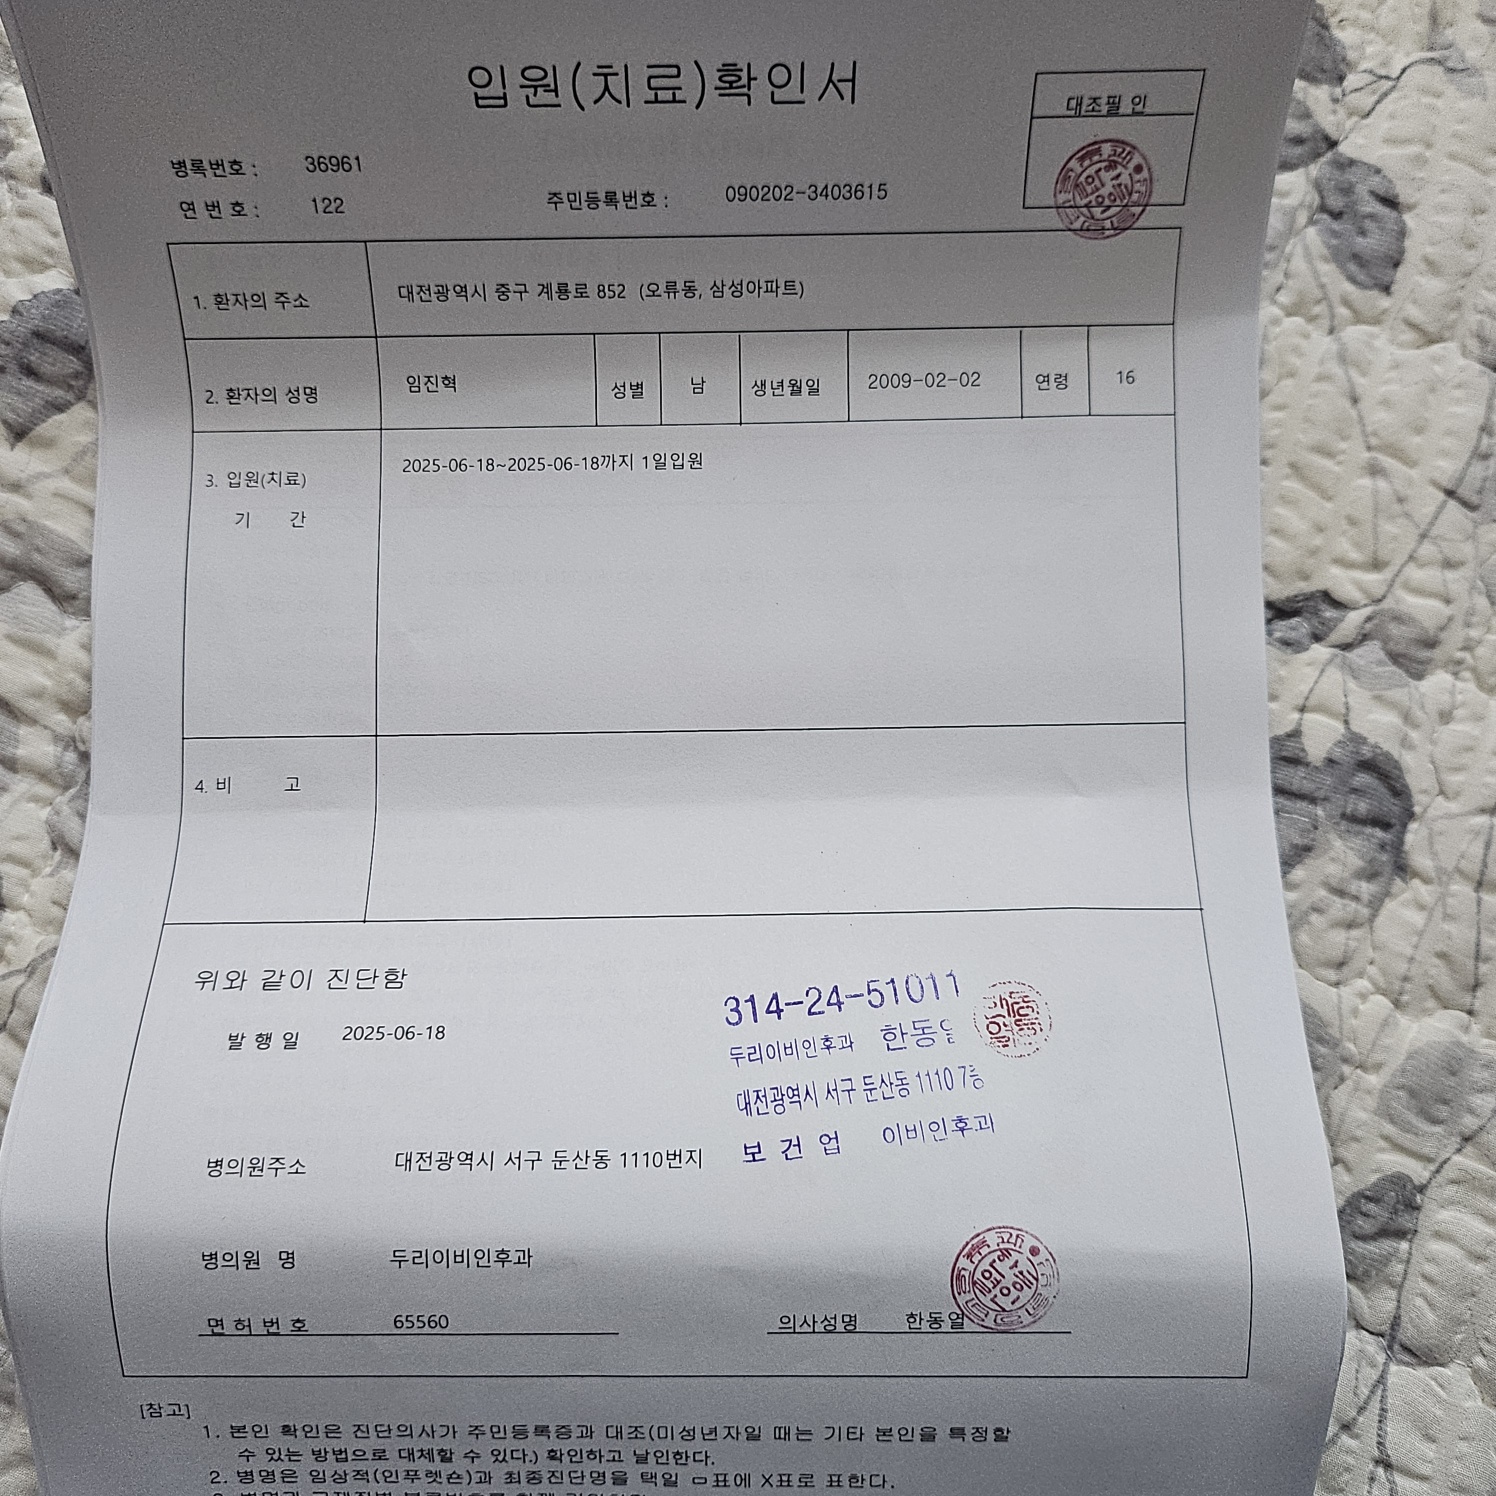 입원(치료)확인서
대조필 인
병록번호 : 36961
연 번 호 : 122
주민등록번호 : 090202-3403615
1. 환자의 주소 대전광역시 중구 계룡로 852 (오류동, 삼성아파트)
2. 환자의 성명 임진혁 성별 남 생년월일 2009-02-02 연령 16
3. 입원(치료) 2025-06-18~2025-06-18까지 1일입원
기 간
4. 비 고
위와 같이 진단함
발 행 일 2025-06-18
314-24-51011
두리이비인후과 한동열
대전광역시 서구 둔산동 1110 7층
보 건 업 이비인후과
병의원주소 대전광역시 서구 둔산동 1110번지
병의원 명 두리이비인후과
면 허 번 호 65560
의사성명 한동열
[참고]
1. 본인 확인은 진단의사가 주민등록증과 대조(미성년자일 때는 기타 본인을 특정할
수 있는 방법으로 대체할 수 있다.) 확인하고 날인한다.
2. 병명은 임상적(인푸렛숀)과 최종진단명을 택일 ㅁ표에 X표로 표한다.